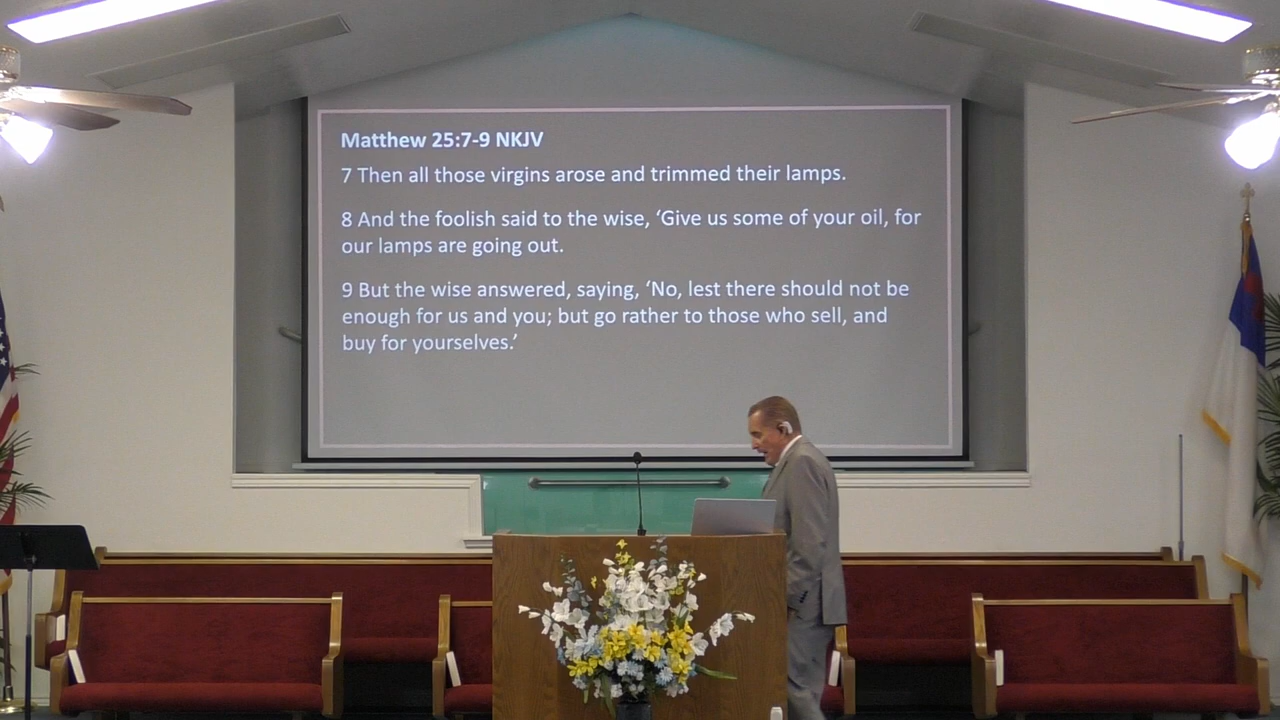 Matthew 25:7-9 NKJV
7 Then all those virgins arose and trimmed their lamps.
8 And the foolish said to the wise, ‘Give us some of your oil, for
our lamps are going out.
9 But the wise answered, saying, ‘No, lest there should not be
enough for us and you; but go rather to those who sell, and
buy for yourselves.’